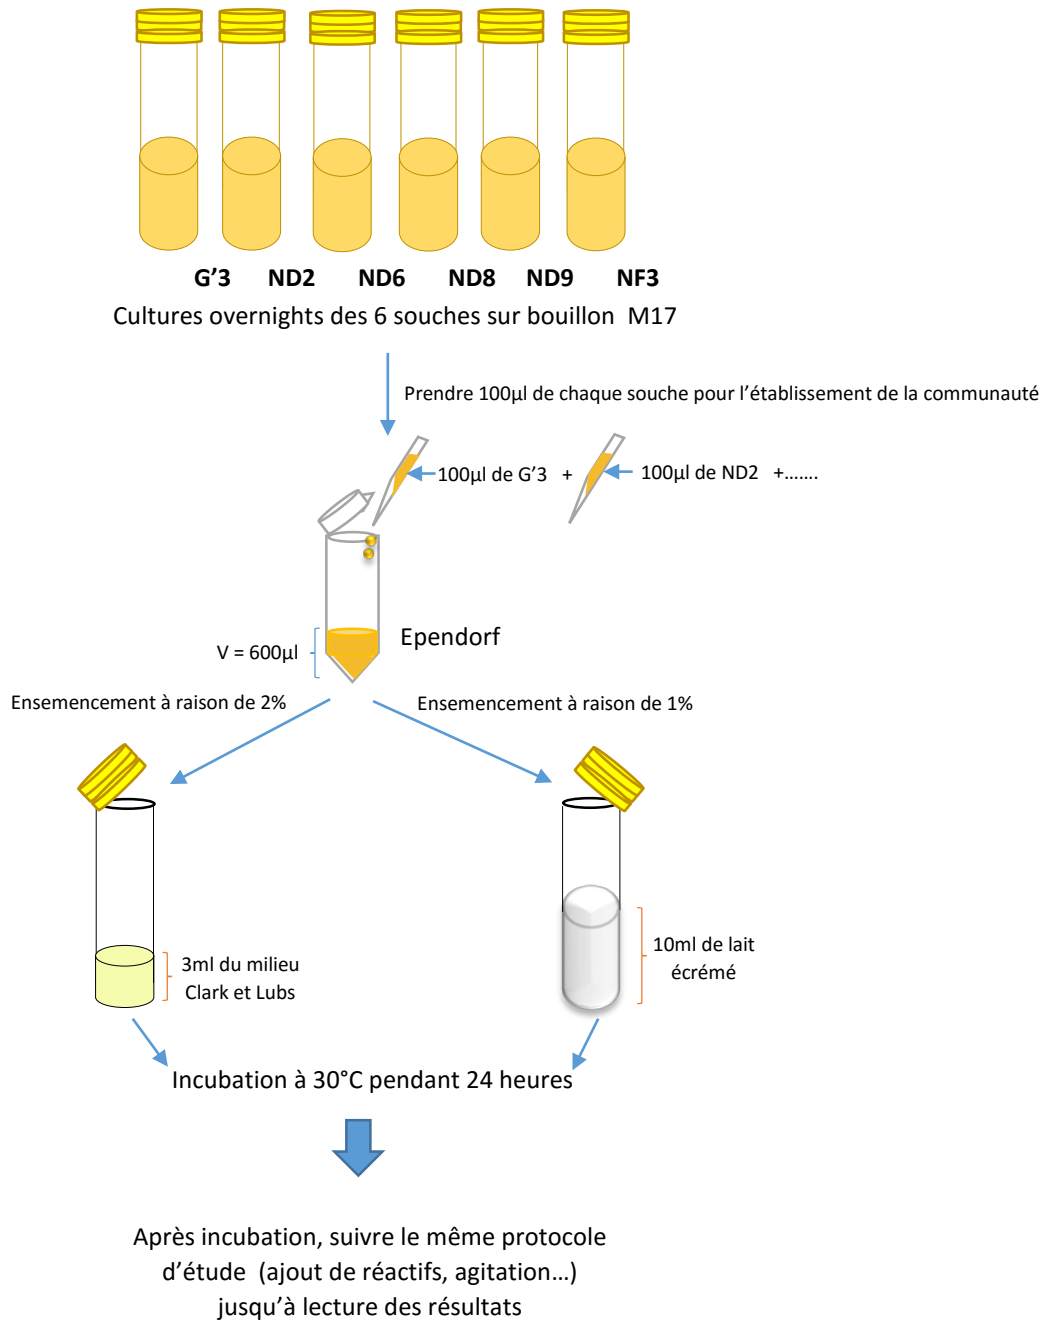 G’3 ND2 ND6 ND8 ND9 NF3
Cultures overnights des 6 souches sur bouillon M17
Prendre 100µl de chaque souche pour l’établissement de la communauté
100µl de G’3 + 100µl de ND2 +.......
Ependorf
V = 600µl
Ensemencement à raison de 2% Ensemencement à raison de 1%
3ml du milieu
Clark et Lubs
10ml de lait
écrémé
Incubation à 30°C pendant 24 heures
Après incubation, suivre le même protocole
d’étude (ajout de réactifs, agitation…)
jusqu’à lecture des résultats